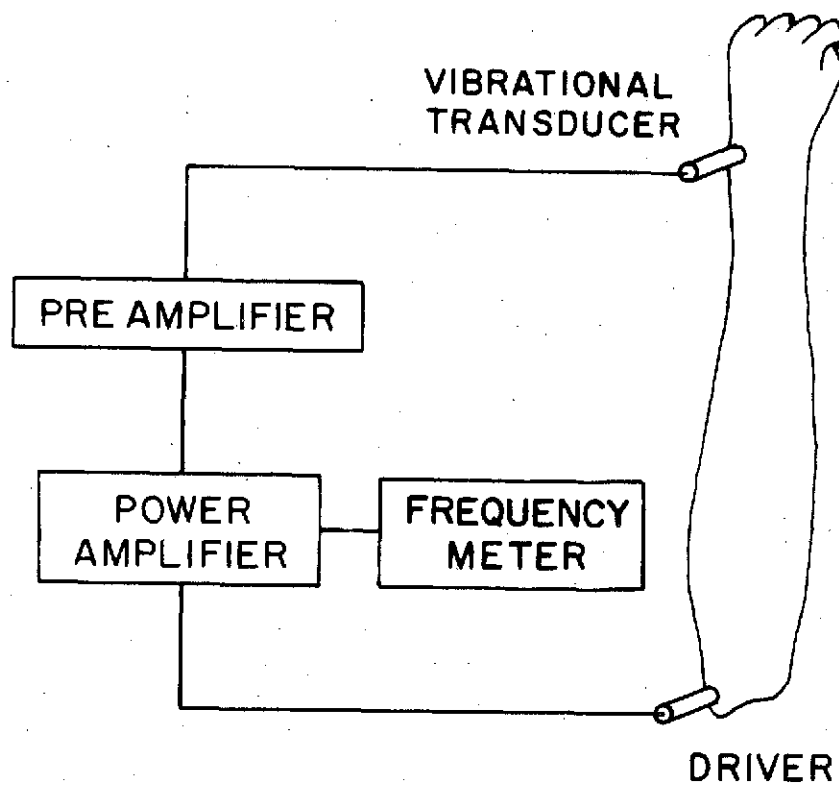 VIBRATIONAL
TRANSDUCER
PRE AMPLIFIER
POWER
AMPLIFIER
FREQUENCY
METER
DRIVER